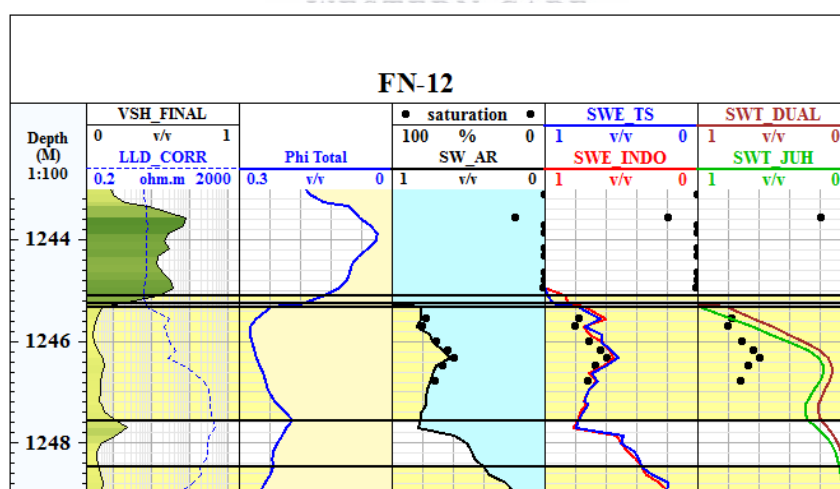 FN-12
VSH_FINAL
0 v/v 1
LLD_CORR
0.2 ohm.m 2000
Depth
(M)
1:100
Phi Total
0.3 v/v 0
saturation
100 % 0
SW_AR
1 v/v 0
SWE_TS
1 v/v 0
SWE_INDO
1 v/v 0
SWT_DUAL
1 v/v 0
SWT_JUH
1 v/v 0
1244
1246
1248